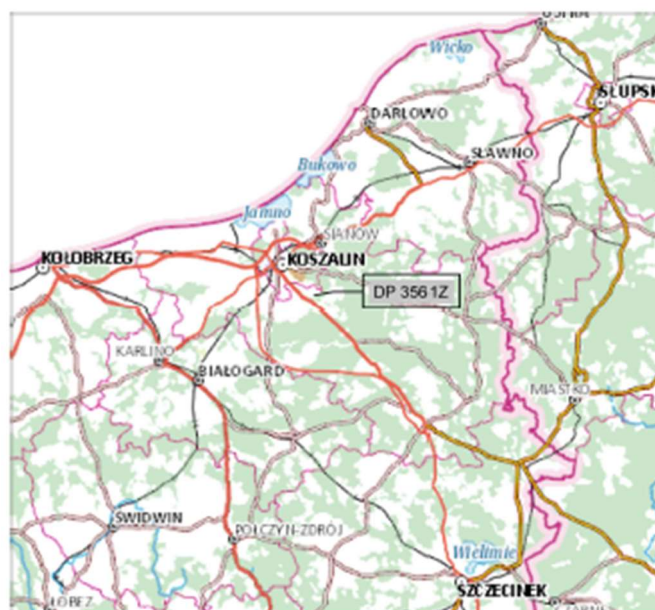 USTKA
Wicko
SŁUPSK
DARŁOWO
SŁAWNO
Bukowo
Jamno
SIANÓW
KOSZALIN
KOŁOBRZEG
DP 3561Z
KARLINO
BIAŁOGARD
MIASTKO
ŚWIDWIN
POŁCZYN-ZDRÓJ
Wielimie
SZCZECINEK
ŁOBEZ